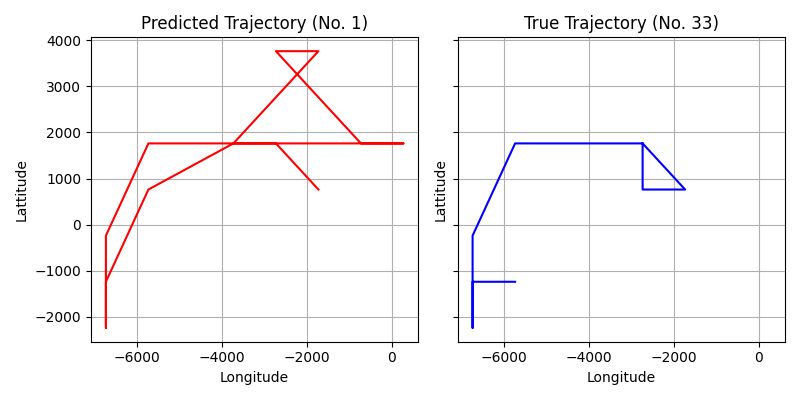 Predicted Trajectory (No. 1)
True Trajectory (No. 33)
4000
3000
2000
1000
0
−1000
−2000
Lattitude
Lattitude
−6000
−4000
−2000
0
−6000
−4000
−2000
0
Longitude
Longitude